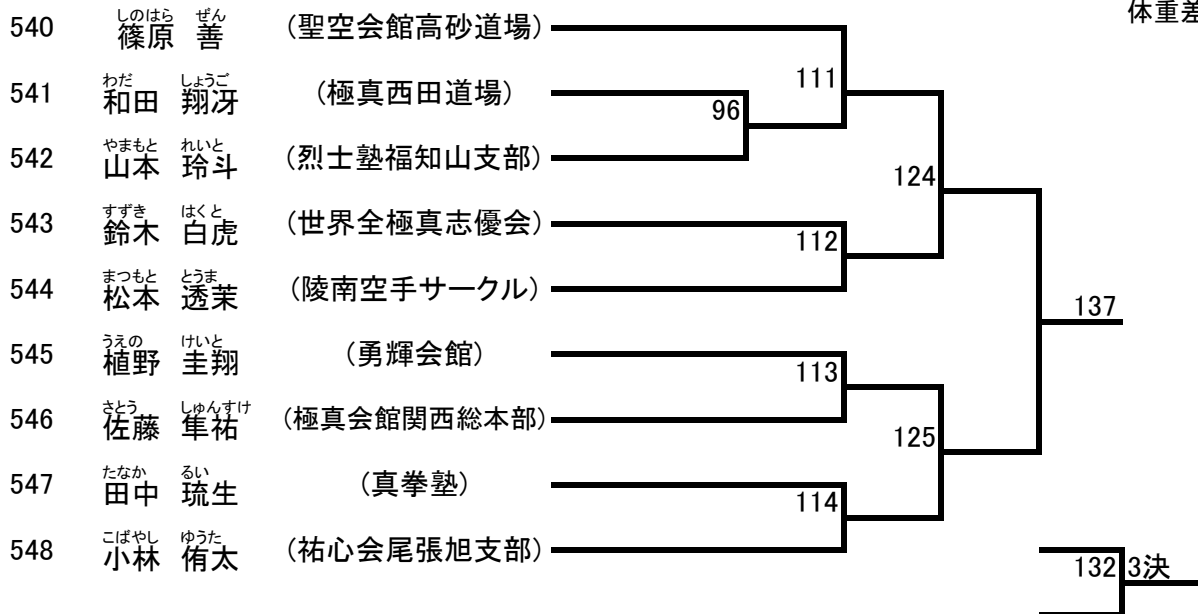 体重差
しのはら ぜん
540 篠原 善 (聖空会館高砂道場)
111
わだ しょうご
541 和田 翔冴 (極真西田道場)
96
やまもと れいと
542 山本 玲斗 (烈士塾福知山支部)
124
すずき はくと
543 鈴木 白虎 (世界全極真志優会)
112
まつもと とうま
544 松本 透茉 (陵南空手サークル)
137
うえの けいと
545 植野 圭翔 (勇輝会館)
113
さとう しゅんすけ
546 佐藤 隼祐 (極真会館関西総本部)
125
たなか るい
547 田中 琉生 (真拳塾)
114
こばやし ゆうた
548 小林 侑太 (祐心会尾張旭支部)
132 3決